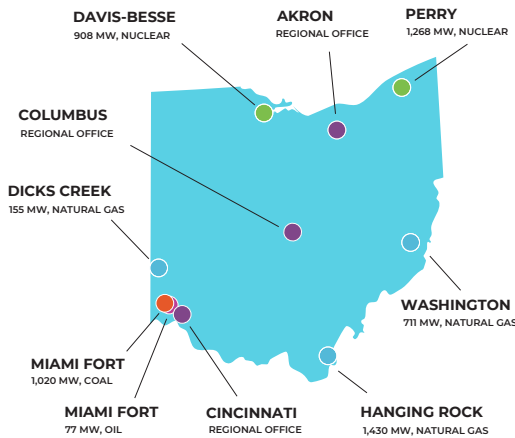 DAVIS-BESSE
908 MW, NUCLEAR
AKRON
REGIONAL OFFICE
PERRY
1,268 MW, NUCLEAR
COLUMBUS
REGIONAL OFFICE
DICKS CREEK
155 MW, NATURAL GAS
WASHINGTON
711 MW, NATURAL GAS
MIAMI FORT
1,020 MW, COAL
MIAMI FORT
77 MW, OIL
CINCINNATI
REGIONAL OFFICE
HANGING ROCK
1,430 MW, NATURAL GAS